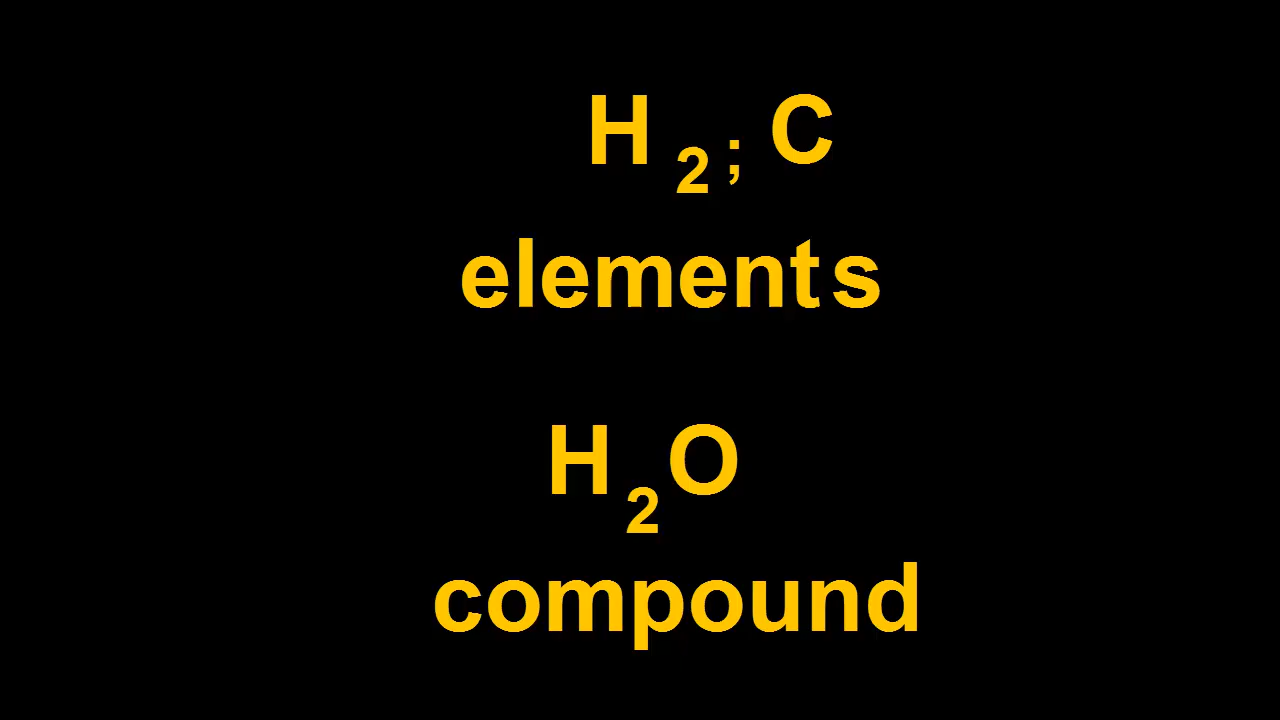 H₂; C
elements
H₂O
compound